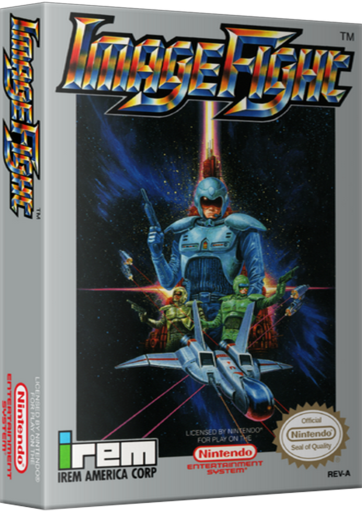 IMAGEFIGHT
TM
IMAGEFIGHT
TM
LICENSED BY NINTENDO®
FOR PLAY ON THE
Nintendo
ENTERTAINMENT
SYSTEM®
Official
Nintendo
Seal of Quality
irem
IREM AMERICA CORP
REV-A
LICENSED BY NINTENDO®
FOR PLAY ON THE
Nintendo
ENTERTAINMENT
SYSTEM®